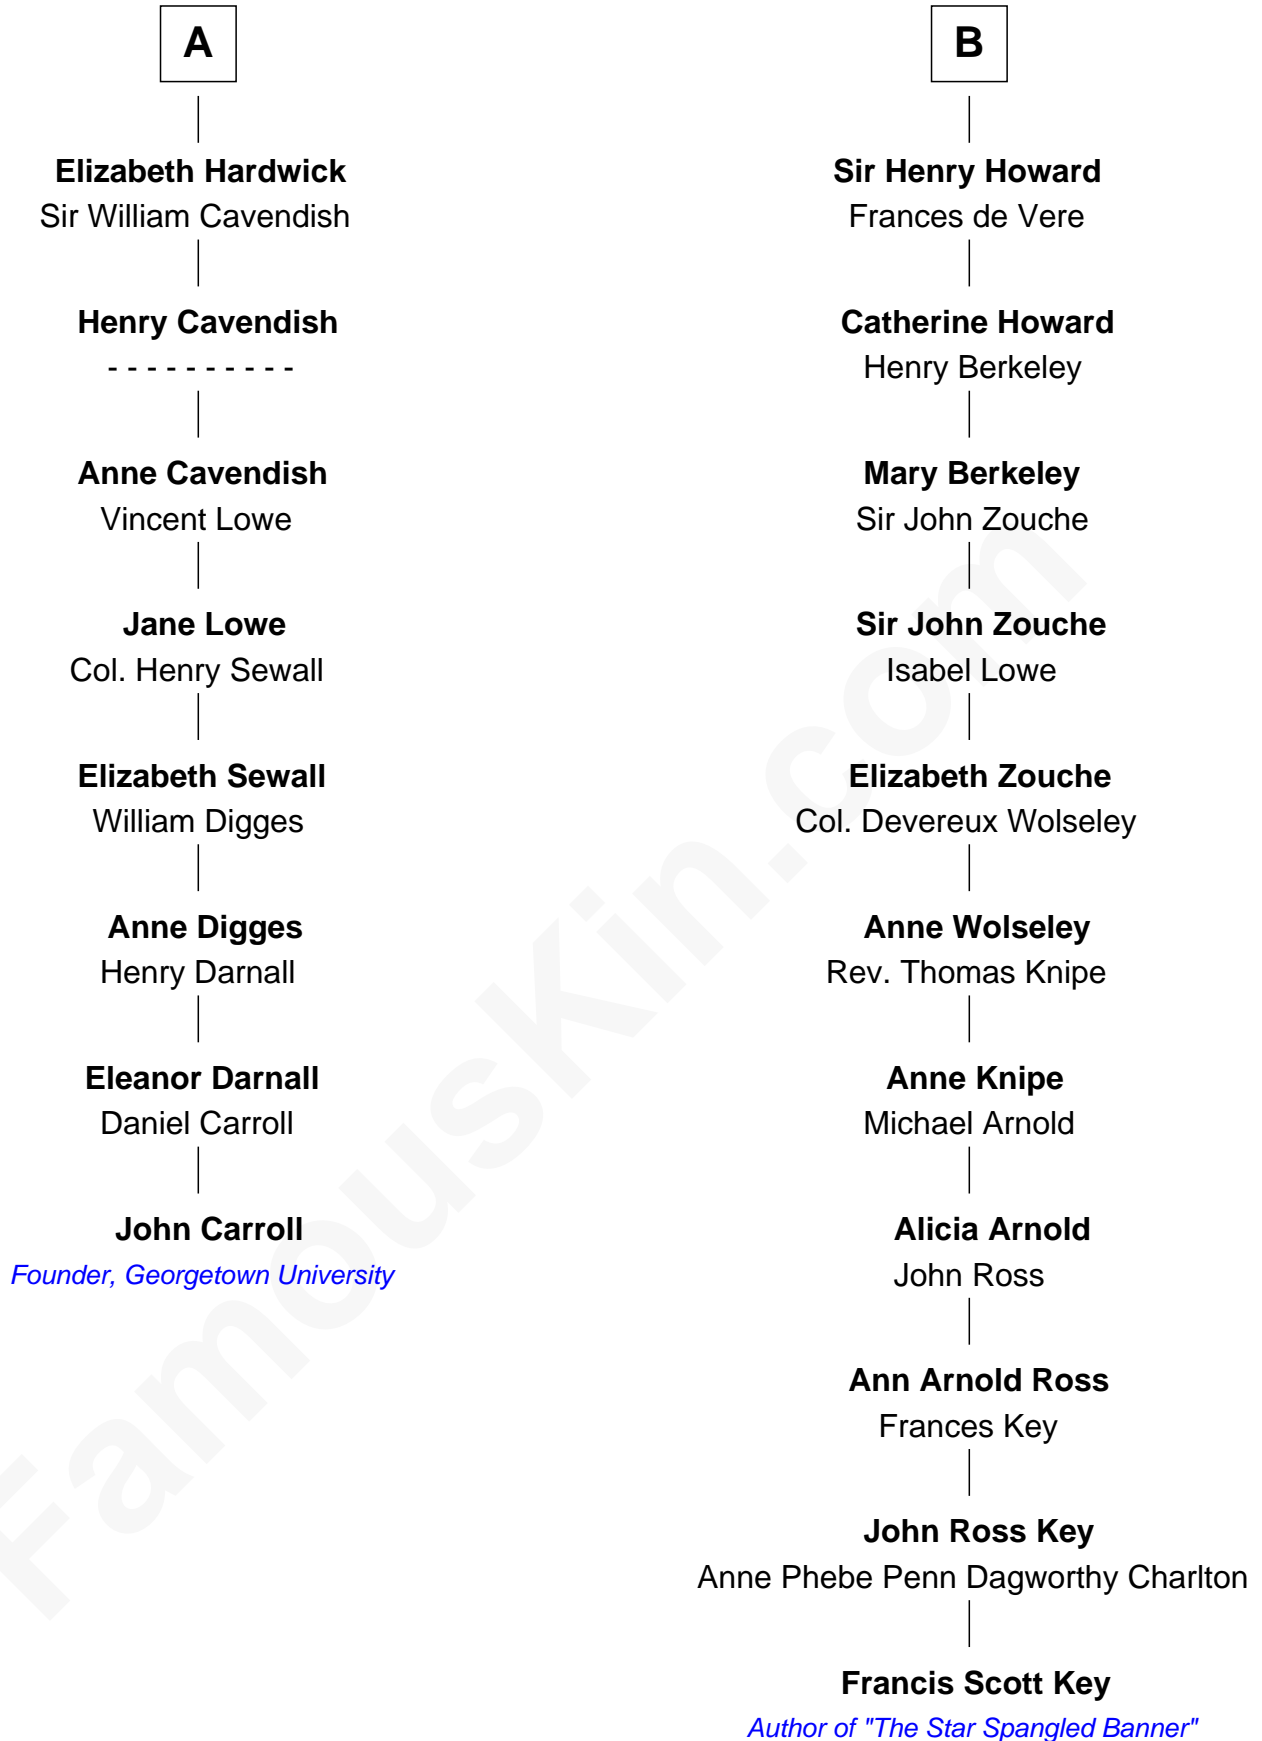 A
Elizabeth Hardwick
Sir William Cavendish
Henry Cavendish
- - - - - - - - - -
Anne Cavendish
Vincent Lowe
Jane Lowe
Col. Henry Sewall
Elizabeth Sewall
William Digges
Anne Digges
Henry Darnall
Eleanor Darnall
Daniel Carroll
John Carroll
Founder, Georgetown University
B
Sir Henry Howard
Frances de Vere
Catherine Howard
Henry Berkeley
Mary Berkeley
Sir John Zouche
Sir John Zouche
Isabel Lowe
Elizabeth Zouche
Col. Devereux Wolseley
Anne Wolseley
Rev. Thomas Knipe
Anne Knipe
Michael Arnold
Alicia Arnold
John Ross
Ann Arnold Ross
Frances Key
John Ross Key
Anne Phebe Penn Dagworthy Charlton
Francis Scott Key
Author of "The Star Spangled Banner"
FamousKin.com